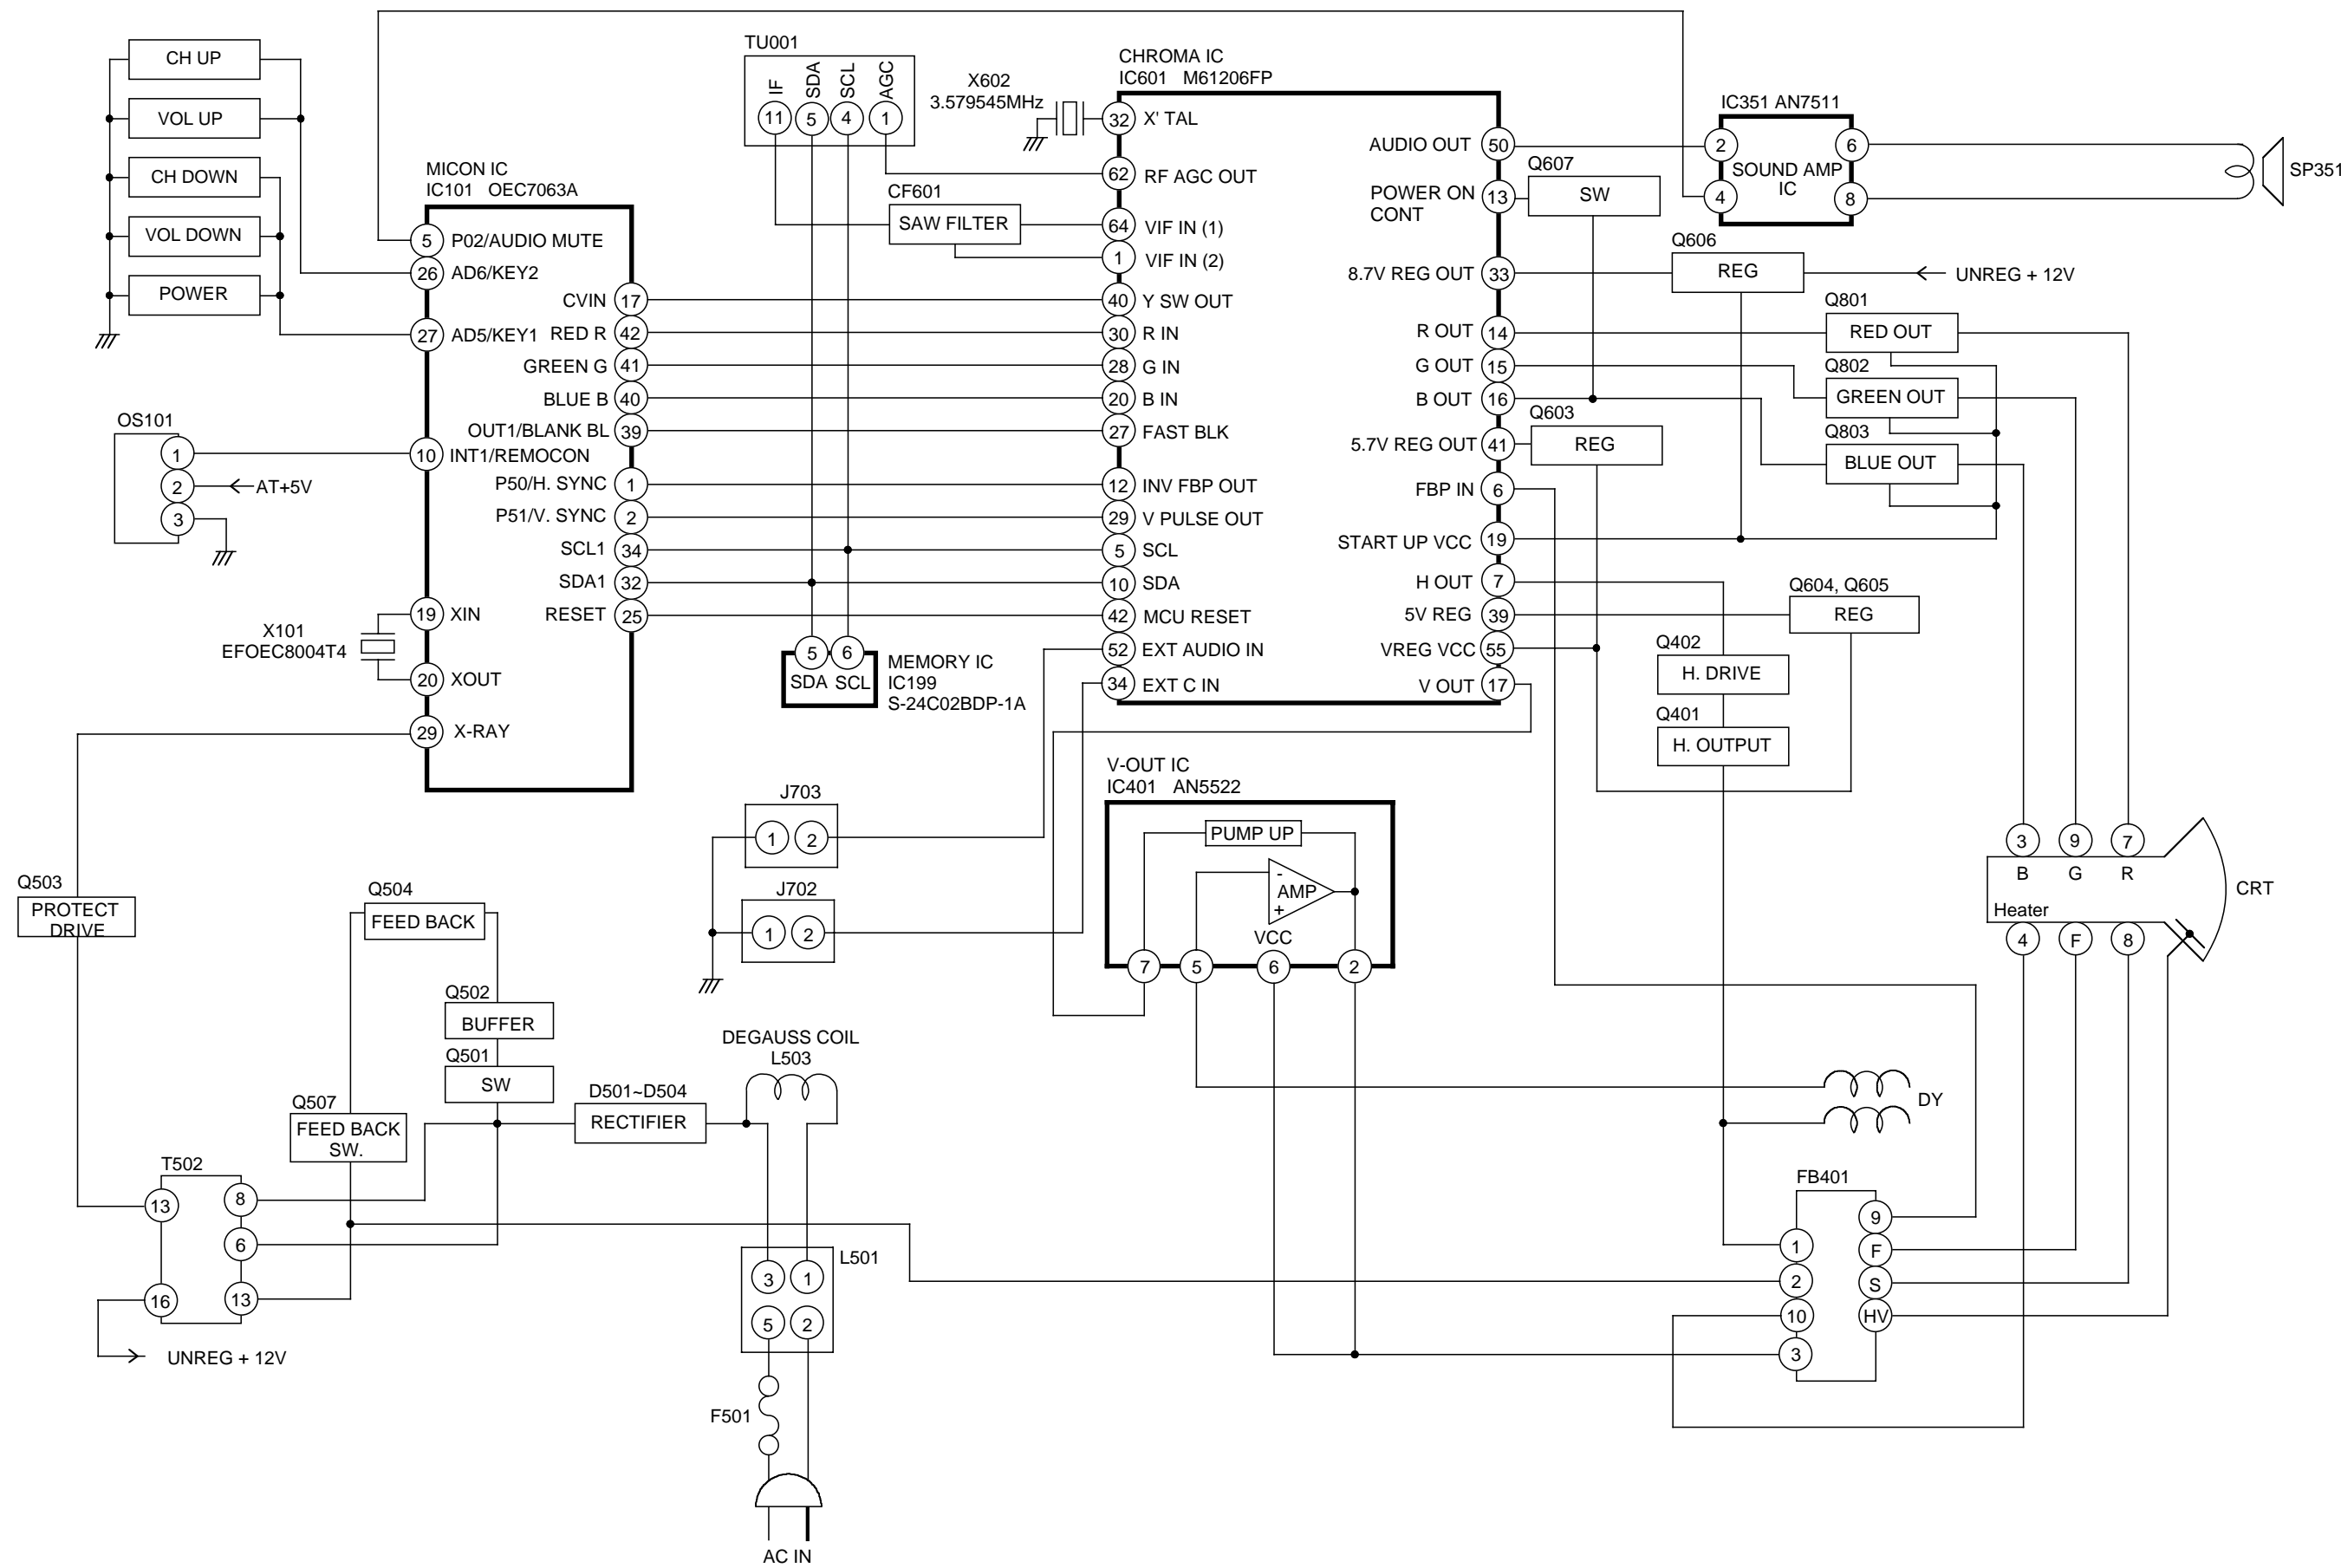 CH UP
VOL UP
CH DOWN
VOL DOWN
POWER
MICON IC
IC101 OEC7063A
5 P02/AUDIO MUTE
26 AD6/KEY2
27 AD5/KEY1
10 INT1/REMOCON
19 XIN
20 XOUT
29 X-RAY
CVIN 17
RED R 42
GREEN G 41
BLUE B 40
OUT1/BLANK BL 39
P50/H. SYNC 1
P51/V. SYNC 2
SCL1 34
SDA1 32
RESET 25
OS101
1
2 AT+5V
3
X101
EFOEC8004T4
TU001
IF SDA SCL AGC
11 5 4 1
X602
3.579545MHz
CF601
SAW FILTER
5 6
SDA SCL
MEMORY IC
IC199
S-24C02BDP-1A
CHROMA IC
IC601 M61206FP
32 X' TAL
62 RF AGC OUT
64 VIF IN (1)
1 VIF IN (2)
40 Y SW OUT
30 R IN
28 G IN
20 B IN
27 FAST BLK
12 INV FBP OUT
29 V PULSE OUT
5 SCL
10 SDA
42 MCU RESET
52 EXT AUDIO IN
34 EXT C IN
AUDIO OUT 50
POWER ON
CONT
13
8.7V REG OUT 33
R OUT 14
G OUT 15
B OUT 16
5.7V REG OUT 41
FBP IN 6
START UP VCC 19
H OUT 7
5V REG 39
VREG VCC 55
V OUT 17
IC351 AN7511
2 6
SOUND AMP
IC
4 8
SP351
Q607
SW
Q606
REG
UNREG + 12V
Q801
RED OUT
Q802
GREEN OUT
Q803
BLUE OUT
Q603
REG
Q604, Q605
REG
Q402
H. DRIVE
Q401
H. OUTPUT
V-OUT IC
IC401 AN5522
PUMP UP
-
AMP
+
VCC
7 5 6 2
J703
1 2
J702
1 2
3 9 7
B G R
CRT
Heater
4 F 8
DY
FB401
9
1 F
2 S
10 HV
3
Q503
PROTECT
DRIVE
Q504
FEED BACK
Q502
BUFFER
Q501
SW
Q507
FEED BACK
SW.
D501~D504
RECTIFIER
DEGAUSS COIL
L503
T502
13 8
6
16 13
UNREG + 12V
L501
3 1
5 2
F501
AC IN